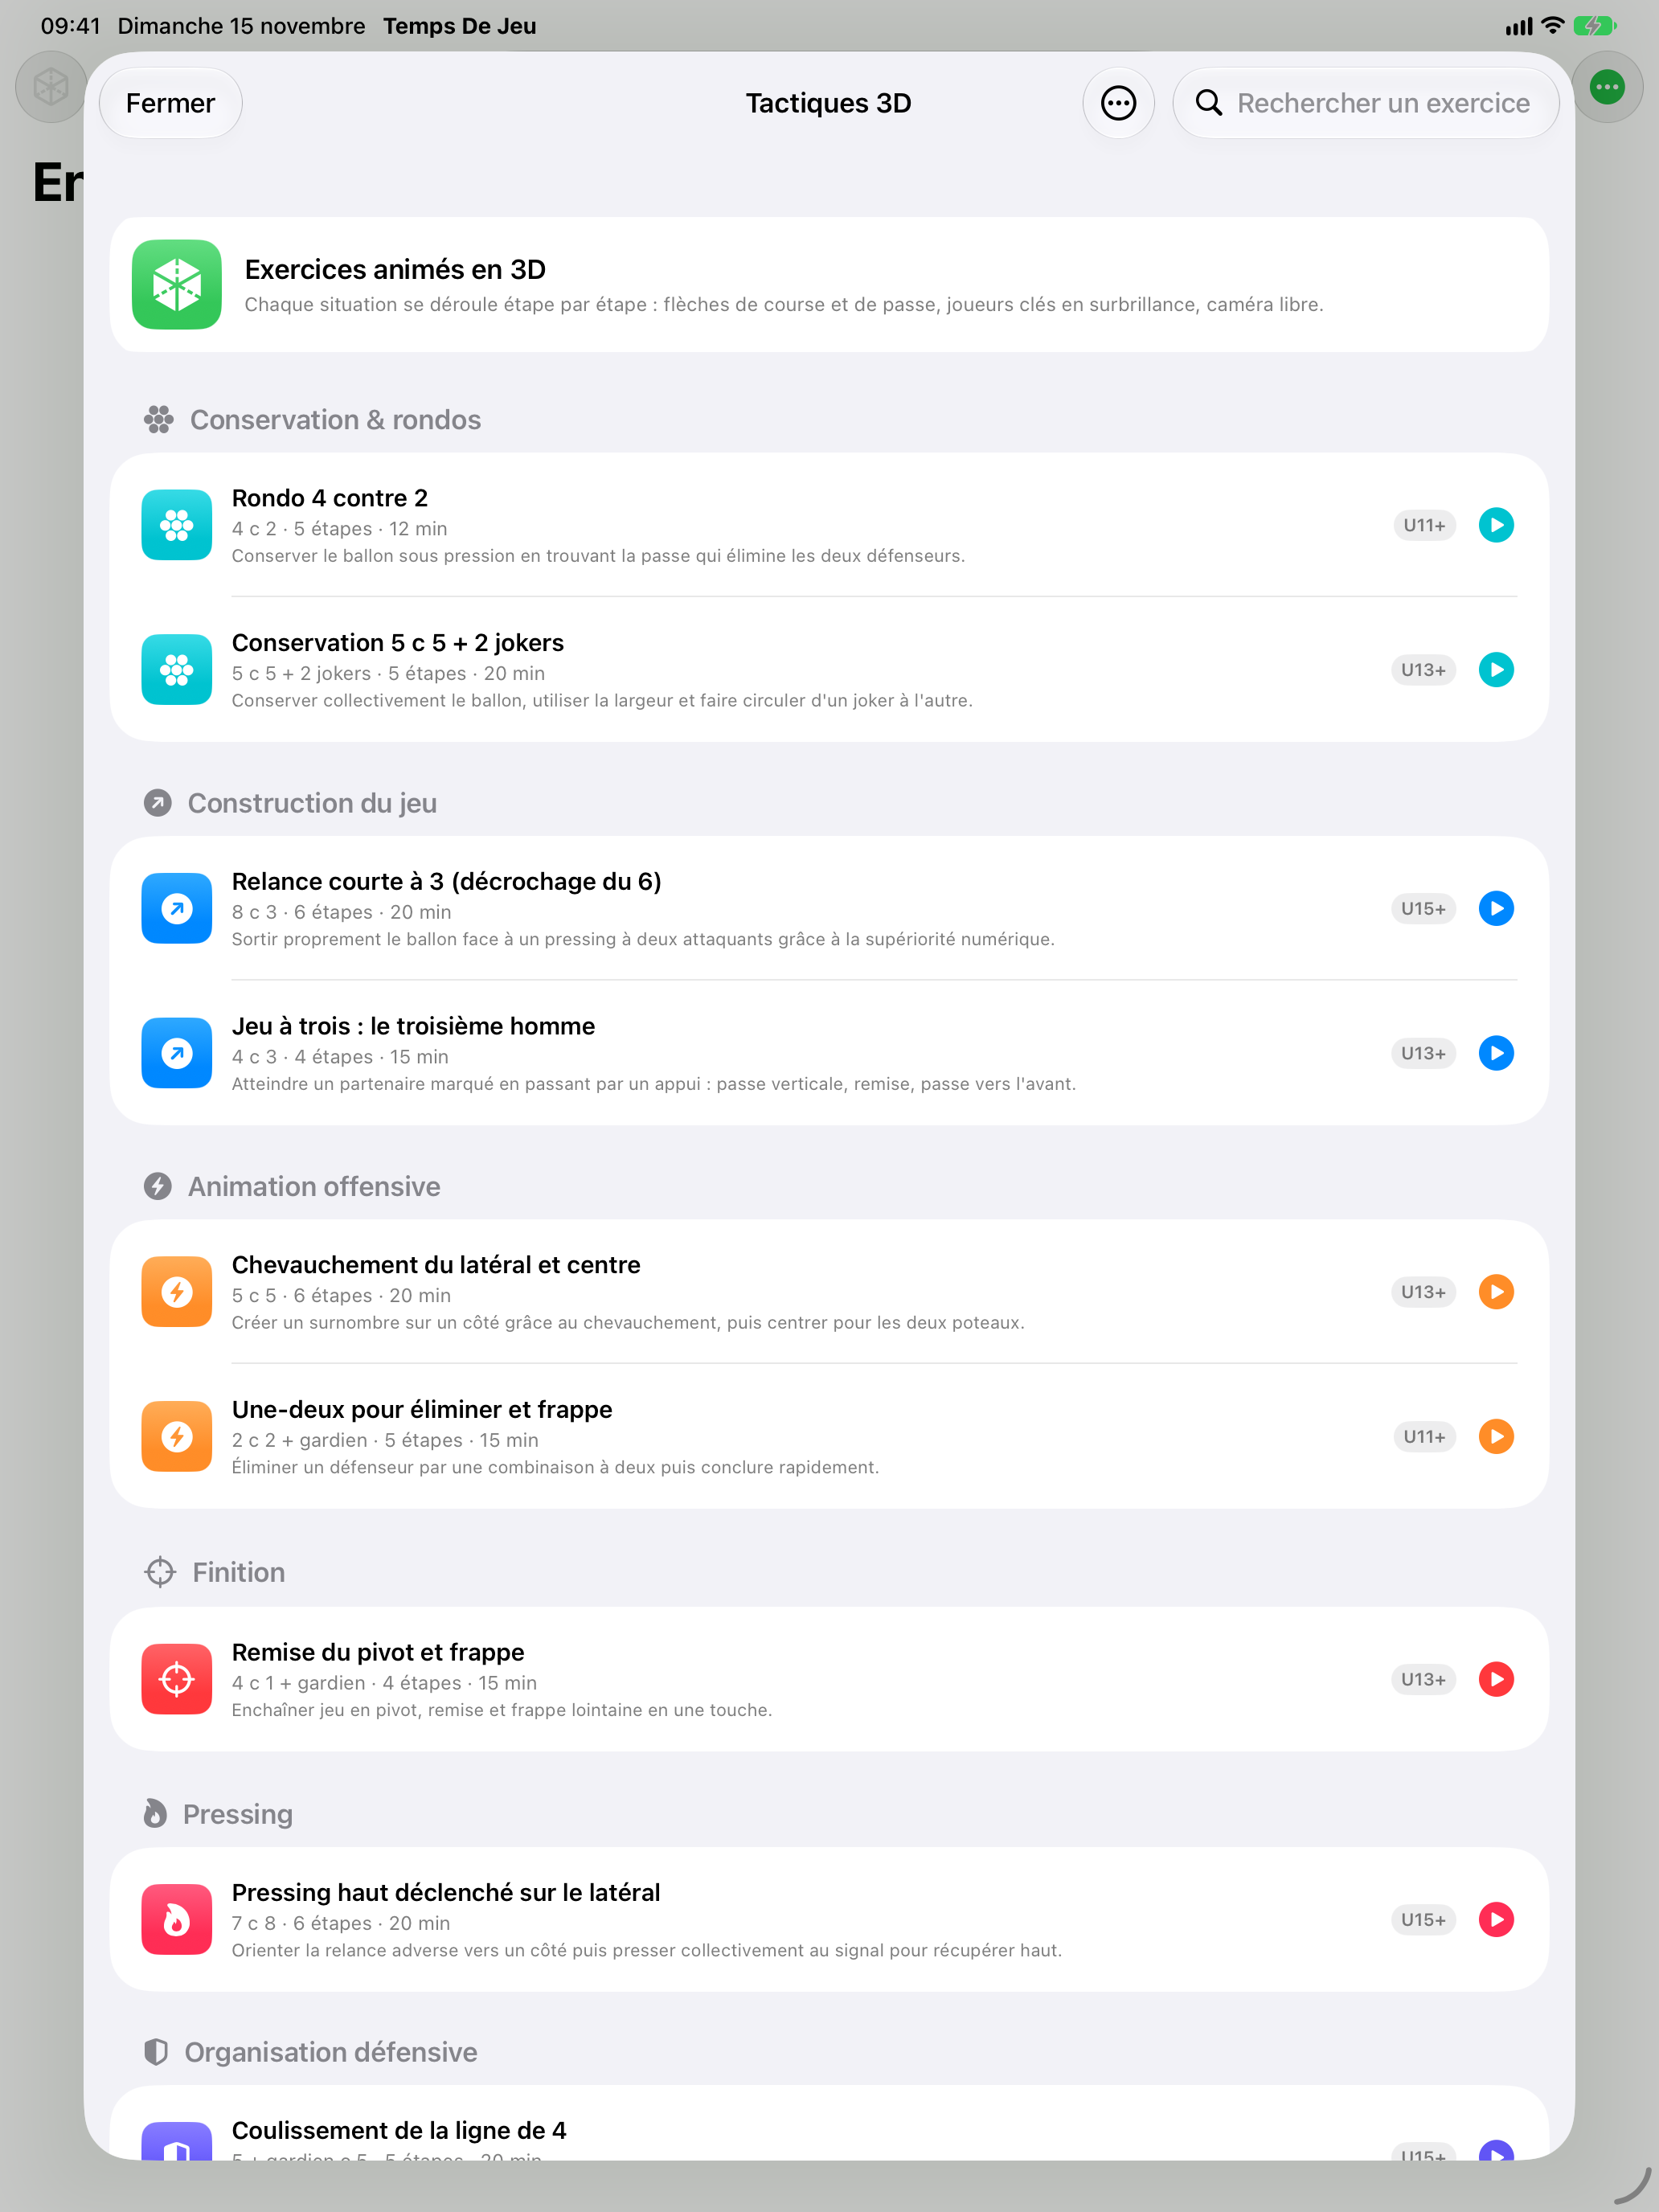 09:41 Dimanche 15 novembre Temps De Jeu
Fermer
Tactiques 3D
Rechercher un exercice
Exercices animés en 3D
Chaque situation se déroule étape par étape : flèches de course et de passe, joueurs clés en surbrillance, caméra libre.
Conservation & rondos
Rondo 4 contre 2
4 c 2 · 5 étapes · 12 min
Conserver le ballon sous pression en trouvant la passe qui élimine les deux défenseurs.
U11+
Conservation 5 c 5 + 2 jokers
5 c 5 + 2 jokers · 5 étapes · 20 min
Conserver collectivement le ballon, utiliser la largeur et faire circuler d'un joker à l'autre.
U13+
Construction du jeu
Relance courte à 3 (décrochage du 6)
8 c 3 · 6 étapes · 20 min
Sortir proprement le ballon face à un pressing à deux attaquants grâce à la supériorité numérique.
U15+
Jeu à trois : le troisième homme
4 c 3 · 4 étapes · 15 min
Atteindre un partenaire marqué en passant par un appui : passe verticale, remise, passe vers l'avant.
U13+
Animation offensive
Chevauchement du latéral et centre
5 c 5 · 6 étapes · 20 min
Créer un surnombre sur un côté grâce au chevauchement, puis centrer pour les deux poteaux.
U13+
Une-deux pour éliminer et frappe
2 c 2 + gardien · 5 étapes · 15 min
Éliminer un défenseur par une combinaison à deux puis conclure rapidement.
U11+
Finition
Remise du pivot et frappe
4 c 1 + gardien · 4 étapes · 15 min
Enchaîner jeu en pivot, remise et frappe lointaine en une touche.
U13+
Pressing
Pressing haut déclenché sur le latéral
7 c 8 · 6 étapes · 20 min
Orienter la relance adverse vers un côté puis presser collectivement au signal pour récupérer haut.
U15+
Organisation défensive
Coulissement de la ligne de 4
5 + gardien c 5 · 5 étapes · 20 min
U15+